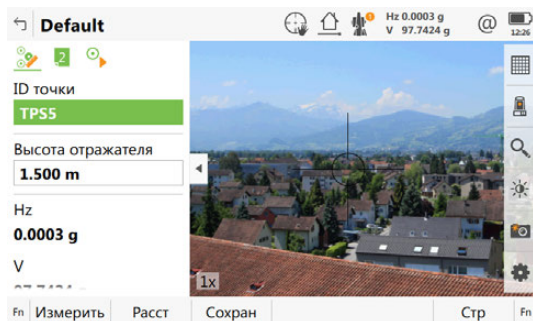 Default
Hz 0.0003 g
V 97.7424 g
@
12:26
2
ID точки
TPS5
Высота отражателя
1.500 m
Hz
0.0003 g
V
1x
Fn Измерить Расст Сохран Стр Fn